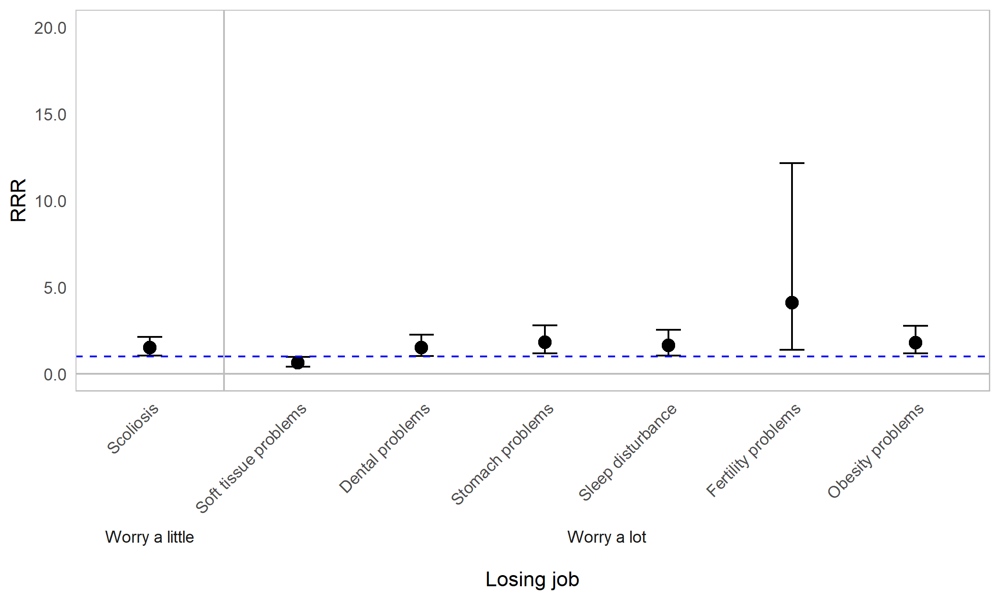 20.0
15.0
10.0
5.0
0.0
RRR
Scoliosis
Soft tissue problems
Dental problems
Stomach problems
Sleep disturbance
Fertility problems
Obesity problems
Worry a little
Worry a lot
Losing job